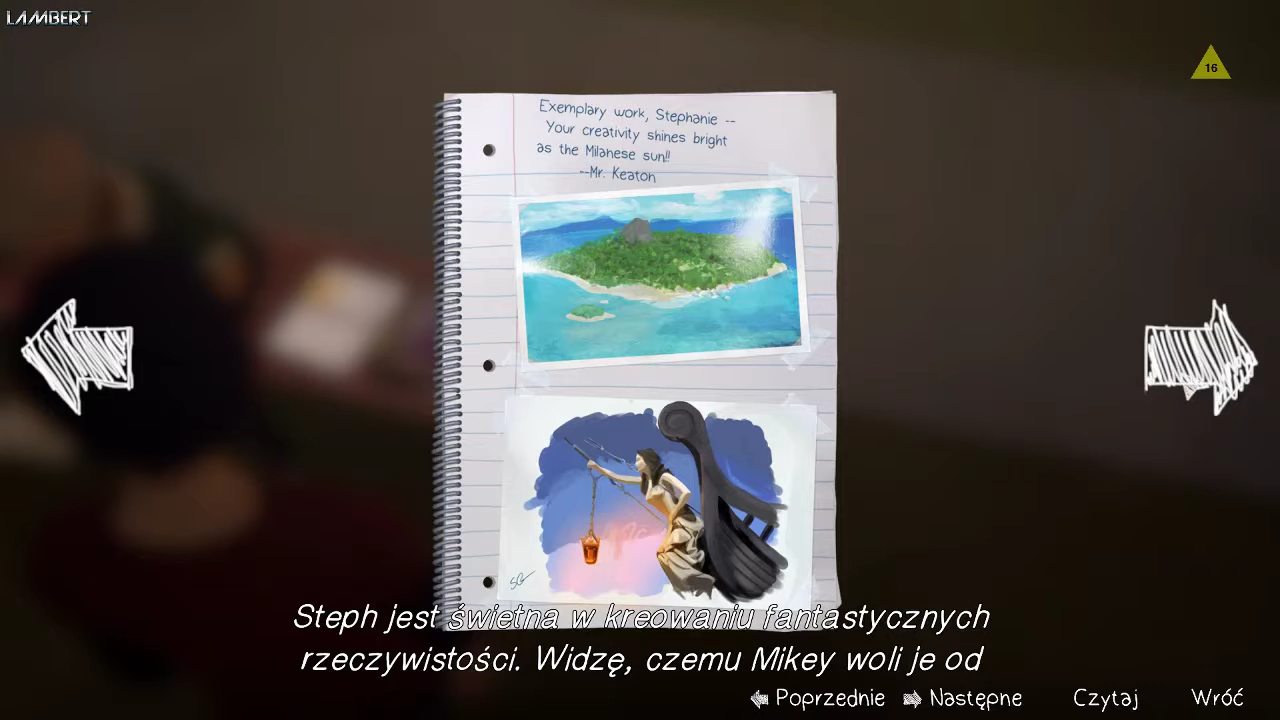 LAMBERT
16
Exemplary work, Stephanie --
Your creativity shines bright
as the Milanese sun!!
--Mr. Keaton
SG
Steph jest świetna w kreowaniu fantastycznych
rzeczywistości. Widzę, czemu Mikey woli je od
Poprzednie Następne Czytaj Wróć